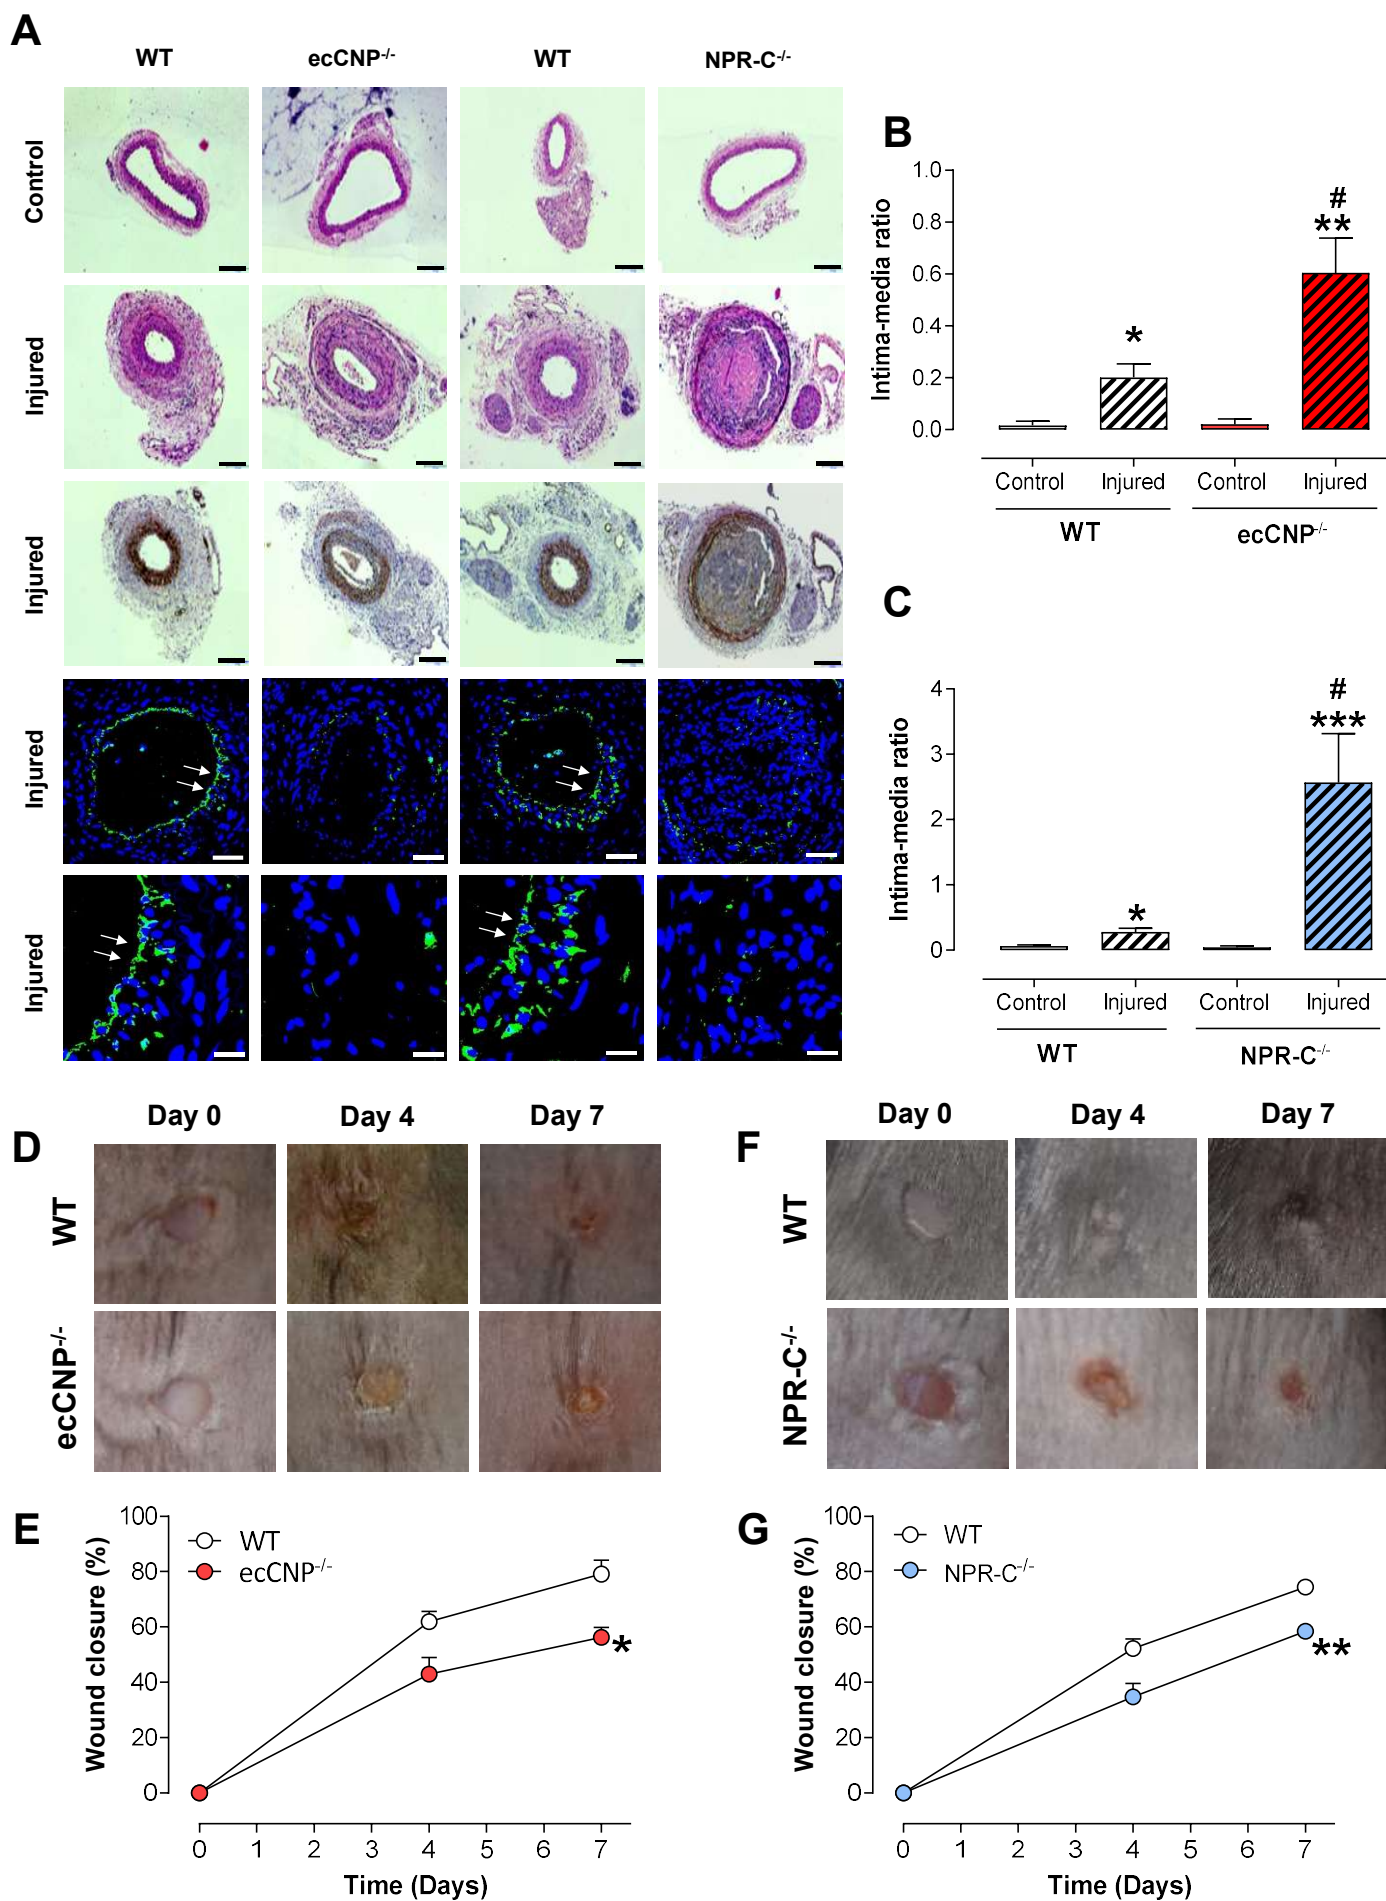 A
WT ecCNP-/- WT NPR-C-/-
Control
Injured
Injured
Injured
Injured
B
Intima-media ratio
1.0
0.8
0.6
0.4
0.2
0.0
*
#
**
Control Injured Control Injured
WT ecCNP-/-
C
Intima-media ratio
4
3
2
1
0
*
#
***
Control Injured Control Injured
WT NPR-C-/-
D
Day 0 Day 4 Day 7
WT
ecCNP-/-
F
Day 0 Day 4 Day 7
WT
NPR-C-/-
E
Wound closure (%)
100
80
60
40
20
0
WT
ecCNP-/-
*
0 1 2 3 4 5 6 7
Time (Days)
G
Wound closure (%)
100
80
60
40
20
0
WT
NPR-C-/-
**
0 1 2 3 4 5 6 7
Time (Days)